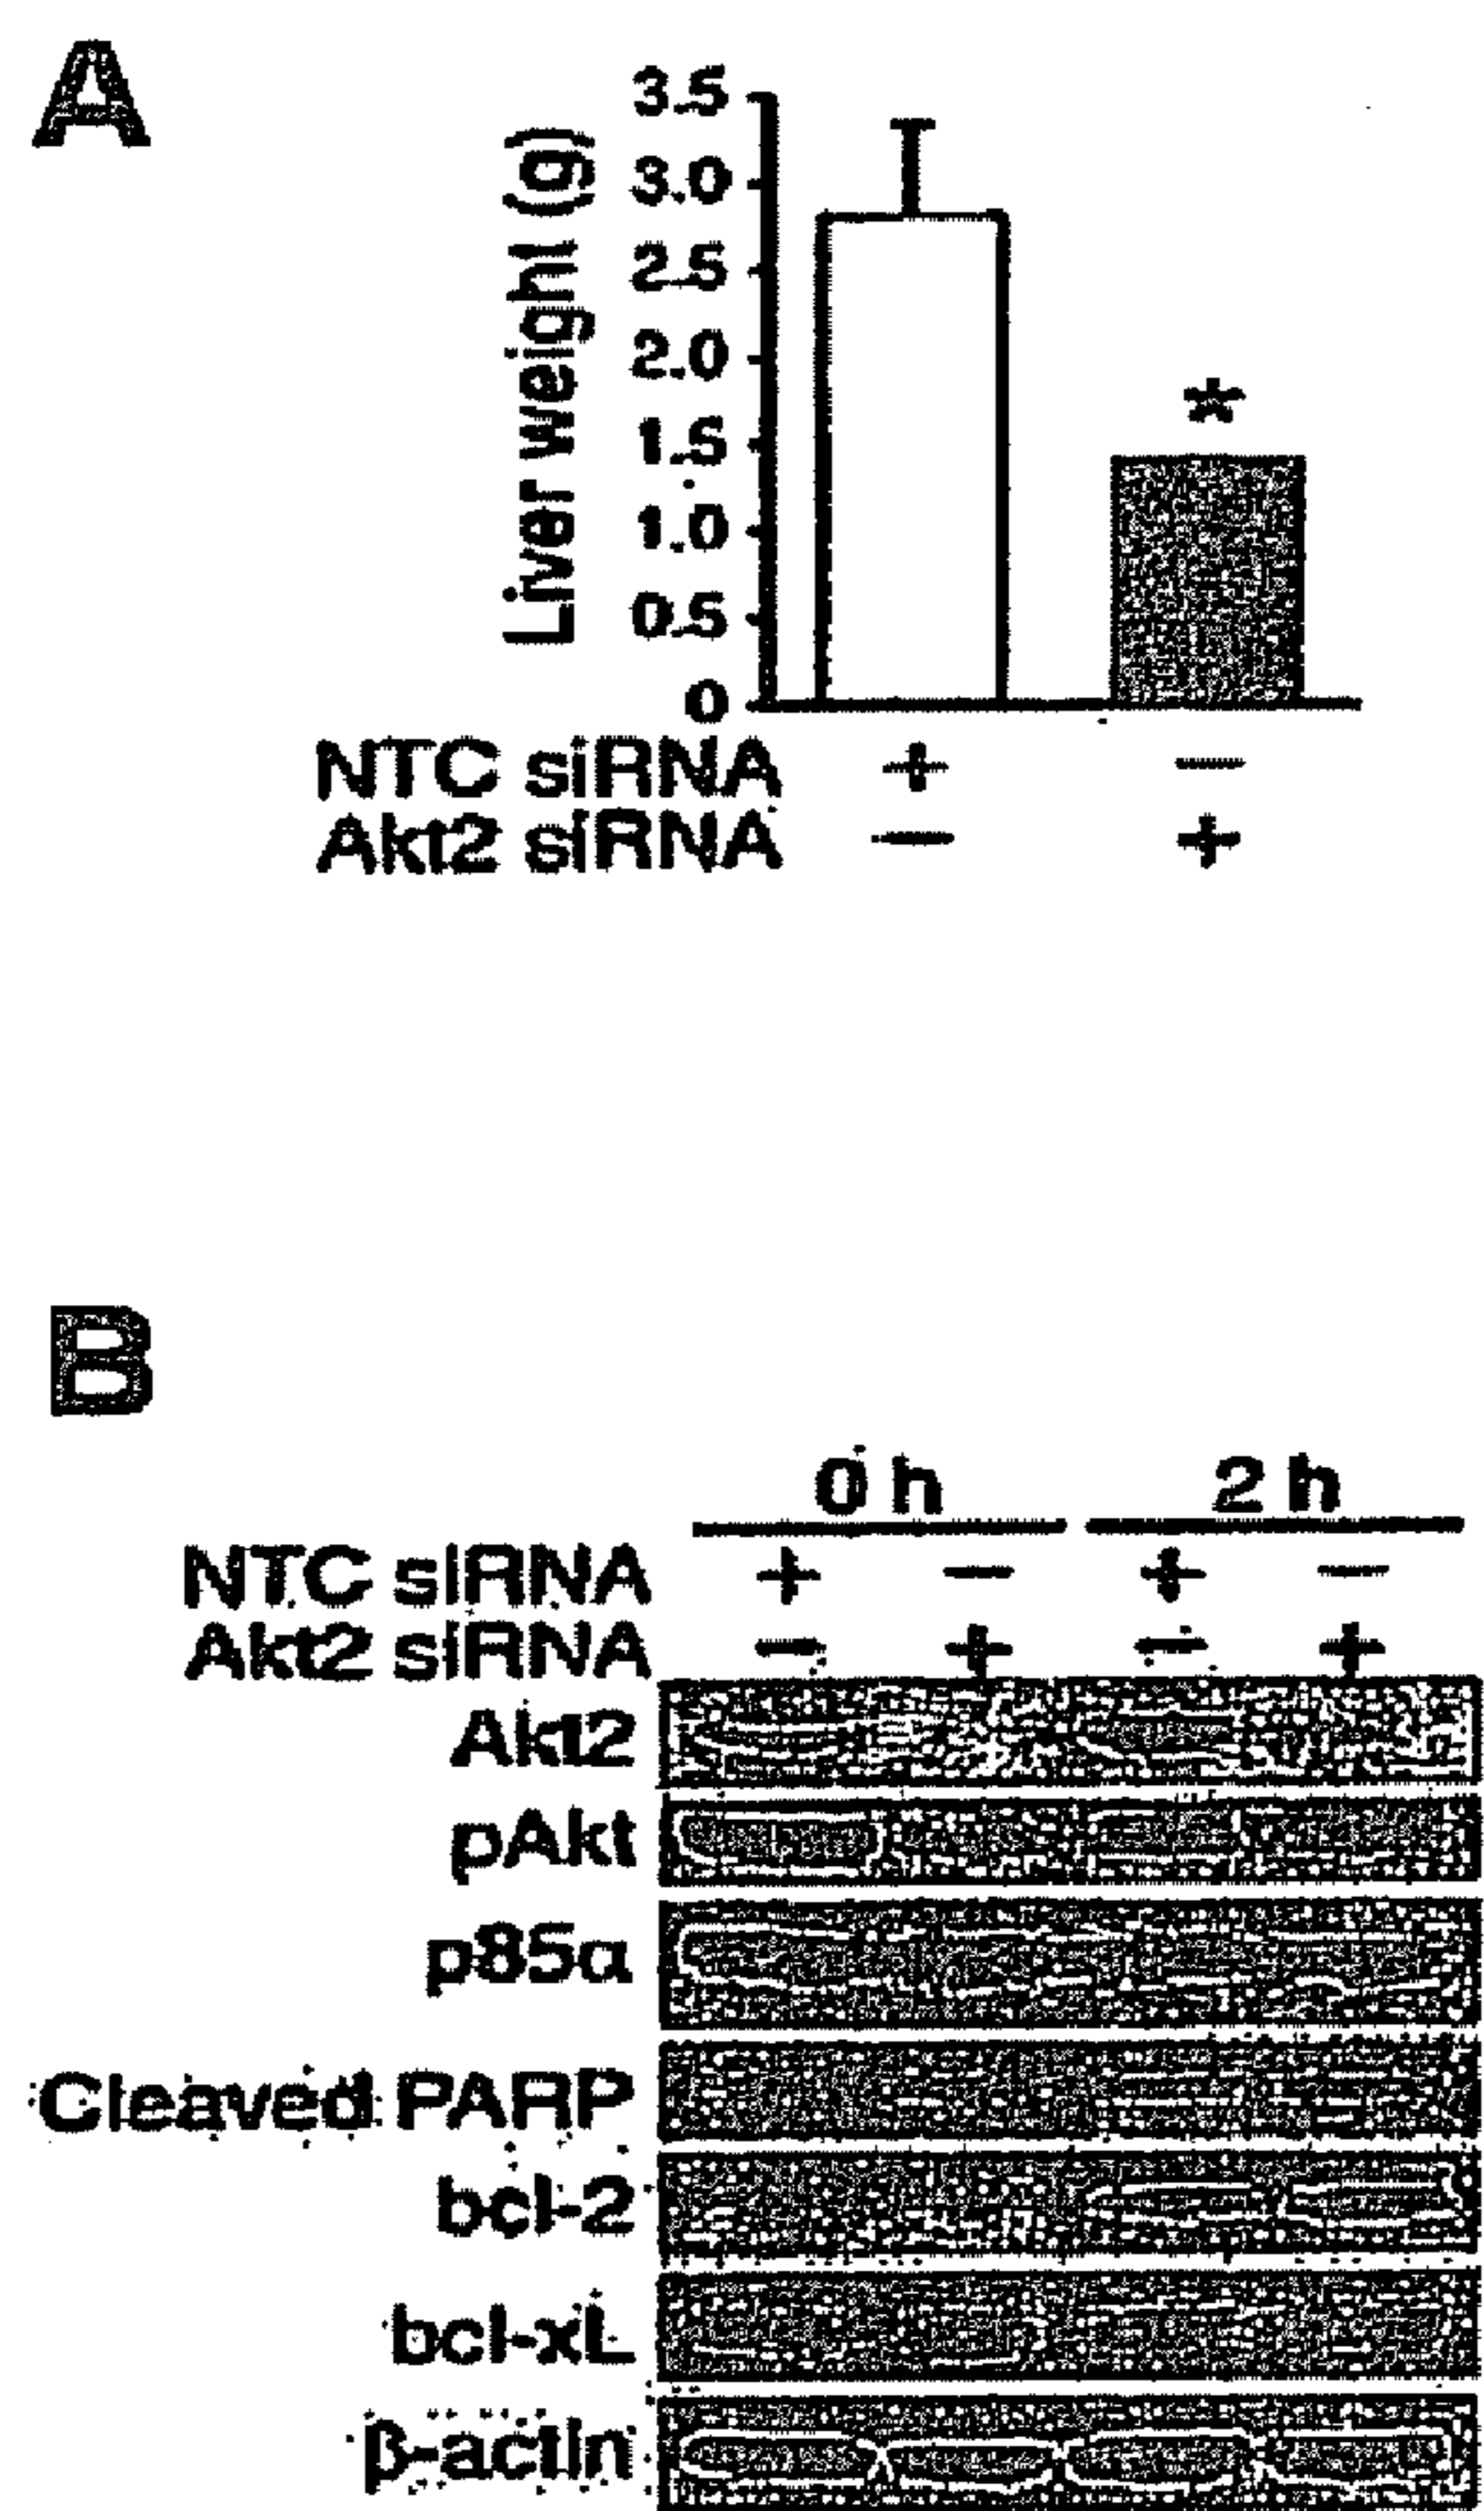 A
Liver weight (g)
3.5
3.0
2.5
2.0
1.5
1.0
0.5
0
*
NTC siRNA + −
Akt2 siRNA − +
B
0 h 2 h
NTC siRNA + − + −
Akt2 siRNA − + − +
Akt2
pAkt
p85α
Cleaved PARP
bcl-2
bcl-xL
β-actin